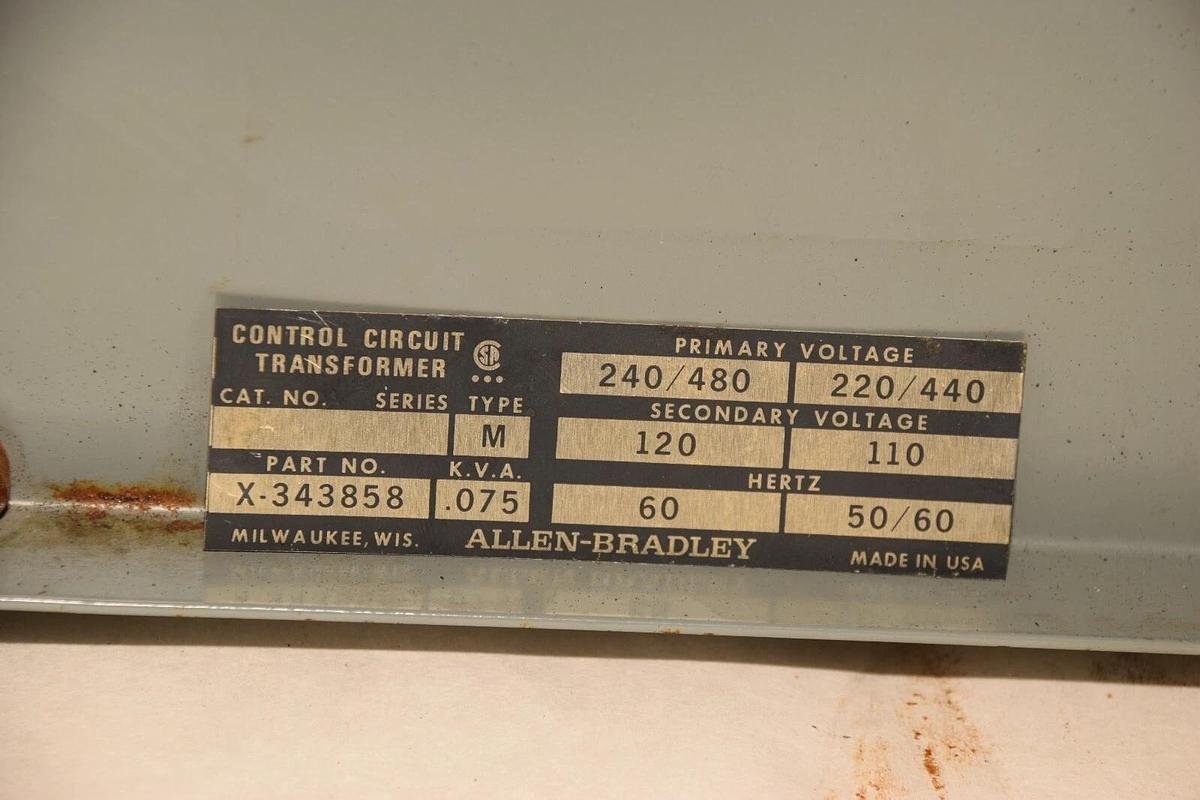 CONTROL CIRCUIT
TRANSFORMER
CAT. NO. SERIES TYPE
M
PART NO. K.V.A.
X-343858 .075
PRIMARY VOLTAGE
240/480 220/440
SECONDARY VOLTAGE
120 110
HERTZ
60 50/60
MILWAUKEE, WIS. ALLEN-BRADLEY MADE IN USA